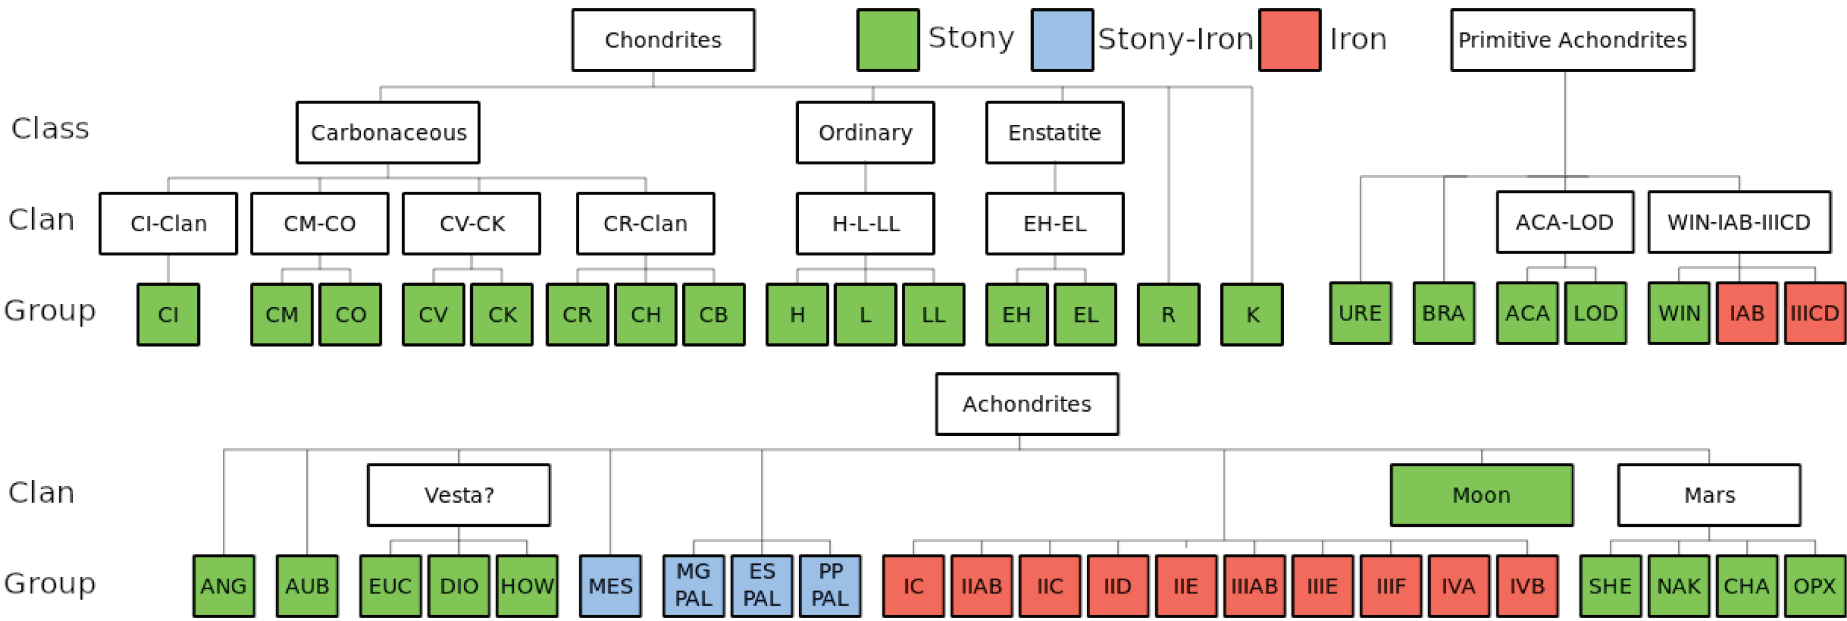 Chondrites
Stony
Stony-Iron
Iron
Primitive Achondrites
Class
Carbonaceous
Ordinary
Enstatite
Clan
CI-Clan
CM-CO
CV-CK
CR-Clan
H-L-LL
EH-EL
ACA-LOD
WIN-IAB-IIICD
Group
CI
CM
CO
CV
CK
CR
CH
CB
H
L
LL
EH
EL
R
K
URE
BRA
ACA
LOD
WIN
IAB
IIICD
Achondrites
Clan
Vesta?
Moon
Mars
Group
ANG
AUB
EUC
DIO
HOW
MES
MG
PAL
ES
PAL
PP
PAL
IC
IIAB
IIC
IID
IIE
IIIAB
IIIE
IIIF
IVA
IVB
SHE
NAK
CHA
OPX